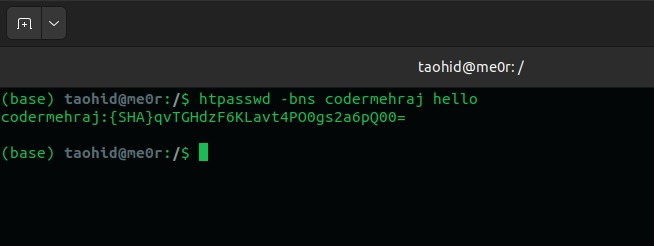 taohid@me0r: /
(base) taohid@me0r:/$ htpasswd -bns codermehraj hello
codermehraj:{SHA}qvTGHdzF6KLavt4PO0gs2a6pQ00=
(base) taohid@me0r:/$